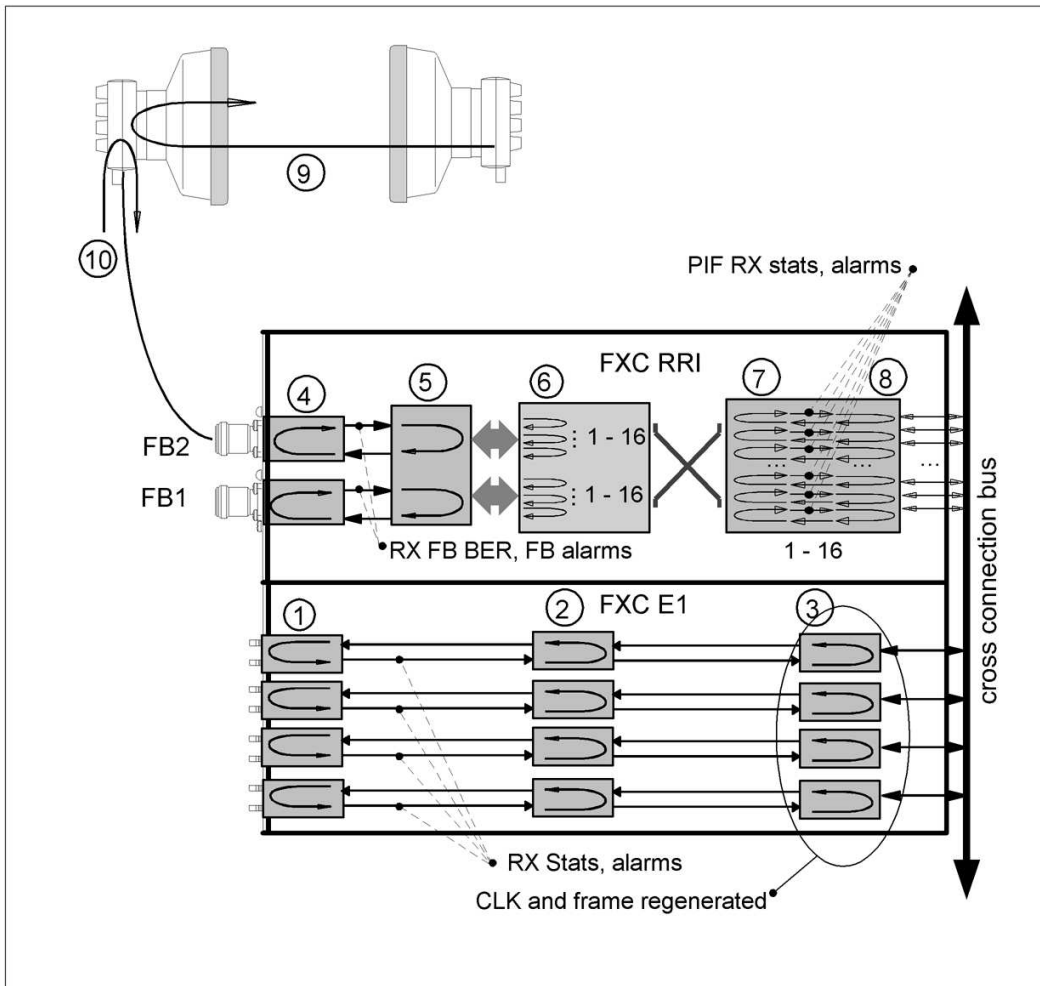 9
10
PIF RX stats, alarms
FXC RRI
4
5
6
7
8
FB2
1 - 16
FB1
1 - 16
... ... ...
RX FB BER, FB alarms
1 - 16
FXC E1
1
2
3
cross connection bus
RX Stats, alarms
CLK and frame regenerated